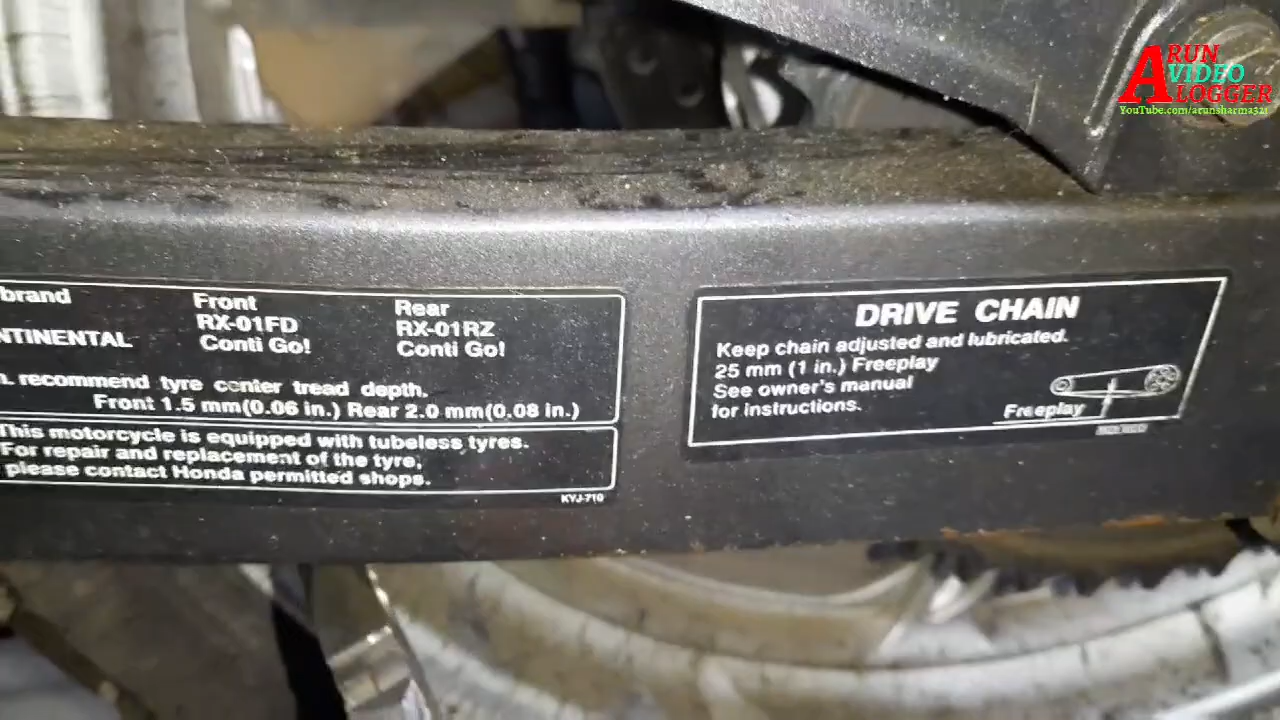 ARUN
VIDEO
LOGGER
YouTube.com/arunsharma321
brand Front Rear
RX-01FD RX-01RZ
NTINENTAL Conti Go! Conti Go!
n. recommend tyre center tread depth.
Front 1.5 mm(0.06 in.) Rear 2.0 mm(0.08 in.)
This motorcycle is equipped with tubeless tyres.
For repair and replacement of the tyre,
please contact Honda permitted shops.
KYJ-710
DRIVE CHAIN
Keep chain adjusted and lubricated.
25 mm (1 in.) Freeplay
See owner's manual
for instructions.
Freeplay